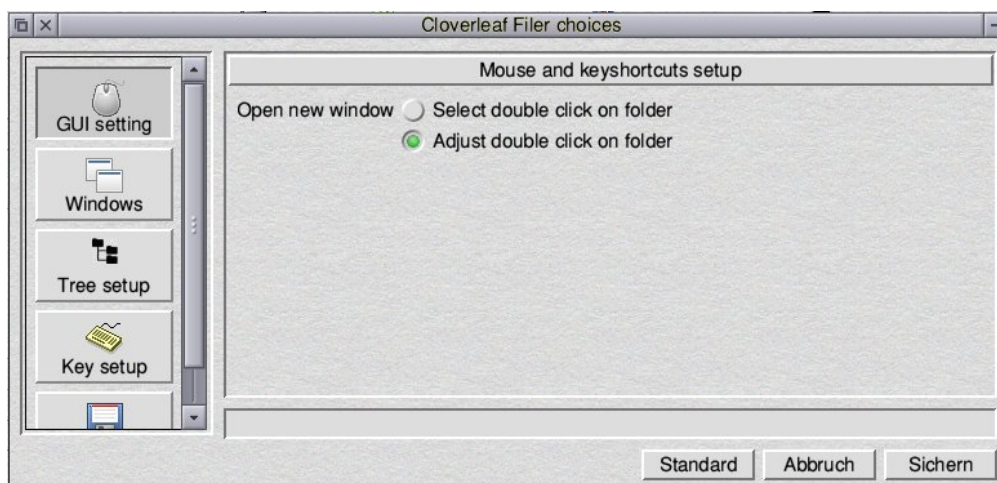 Cloverleaf Filer choices
GUI setting
Windows
Tree setup
Key setup
Mouse and keyshortcuts setup
Open new window Select double click on folder
Adjust double click on folder
Standard Abbruch Sichern